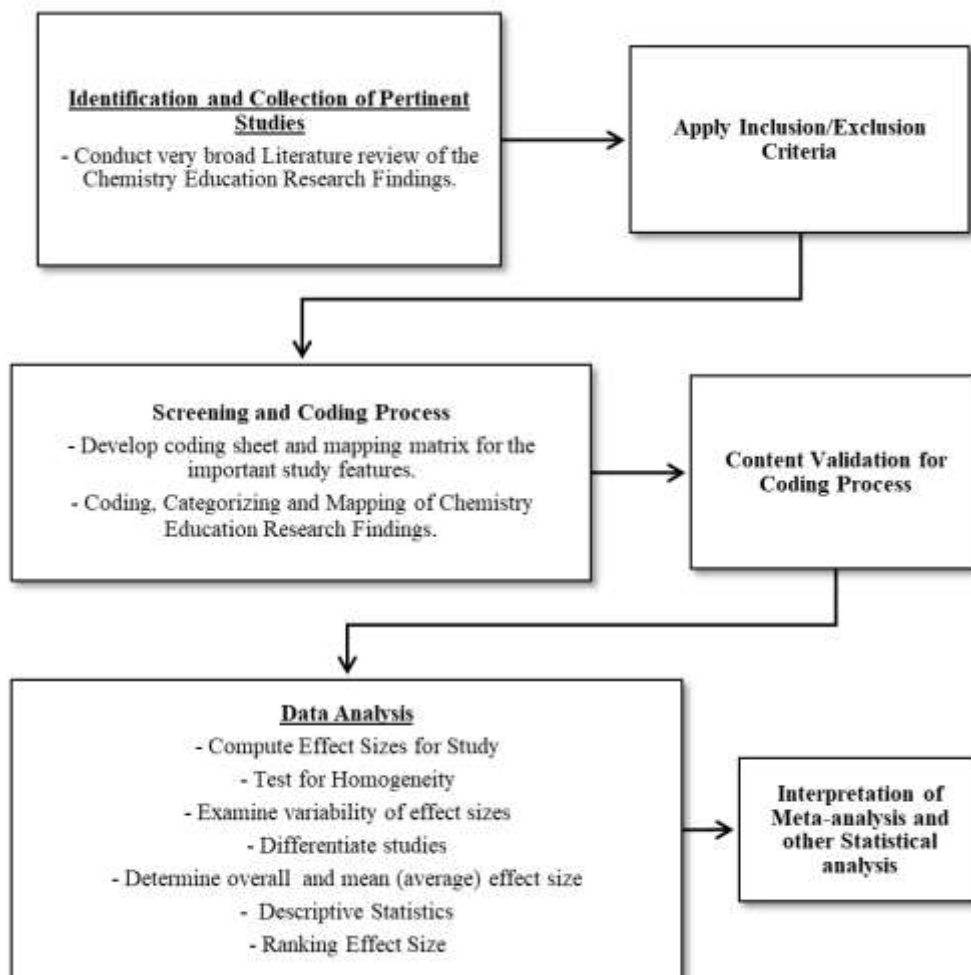 Identification and Collection of Pertinent
Studies
- Conduct very broad Literature review of the
Chemistry Education Research Findings.
Apply Inclusion/Exclusion
Criteria
Screening and Coding Process
- Develop coding sheet and mapping matrix for the
important study features.
- Coding, Categorizing and Mapping of Chemistry
Education Research Findings.
Content Validation for
Coding Process
Data Analysis
- Compute Effect Sizes for Study
- Test for Homogeneity
- Examine variability of effect sizes
- Differentiate studies
- Determine overall and mean (average) effect size
- Descriptive Statistics
- Ranking Effect Size
Interpretation of
Meta-analysis and
other Statistical
analysis